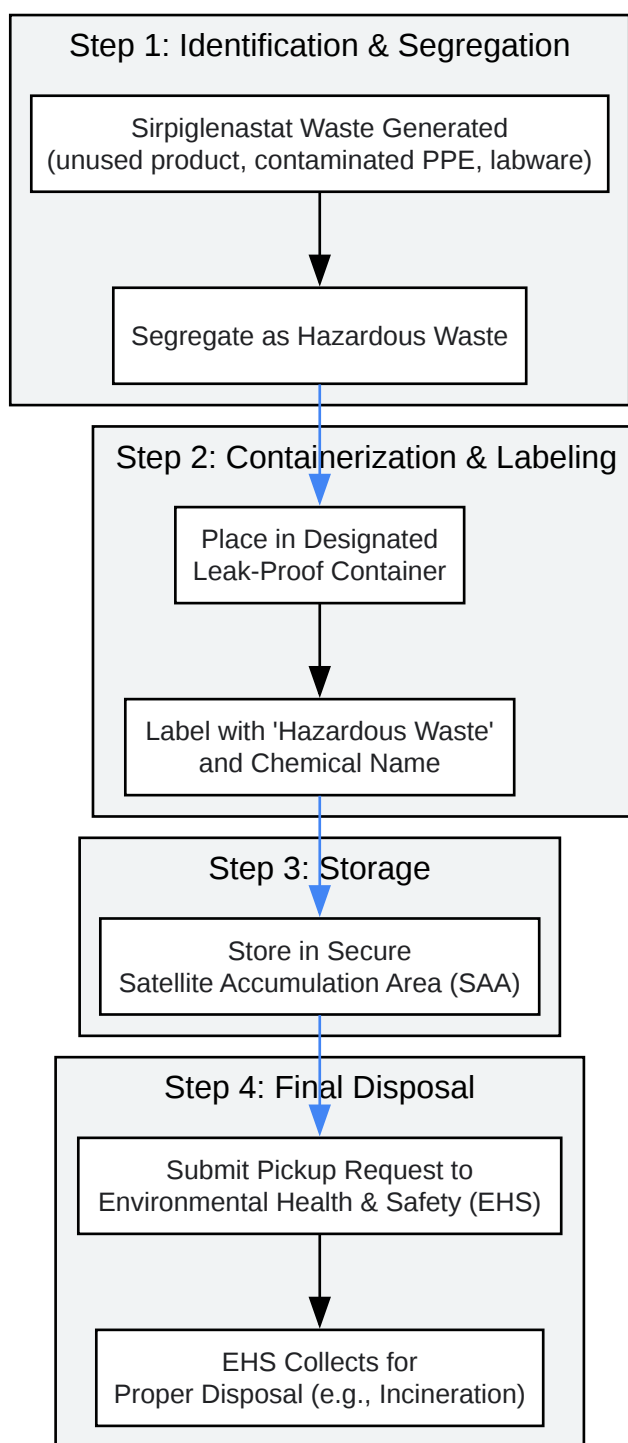 Step 1: Identification & Segregation
Sirpiglenastat Waste Generated
(unused product, contaminated PPE, labware)
Segregate as Hazardous Waste
Step 2: Containerization & Labeling
Place in Designated
Leak-Proof Container
Label with 'Hazardous Waste'
and Chemical Name
Step 3: Storage
Store in Secure
Satellite Accumulation Area (SAA)
Step 4: Final Disposal
Submit Pickup Request to
Environmental Health & Safety (EHS)
EHS Collects for
Proper Disposal (e.g., Incineration)